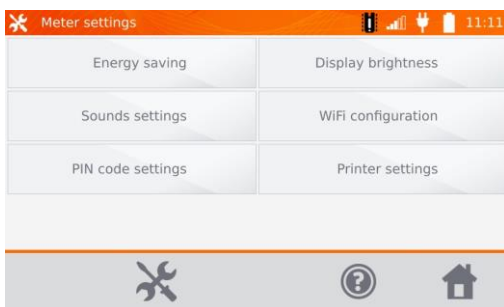 Meter settings 11:11
Energy saving Display brightness
Sounds settings WiFi configuration
PIN code settings Printer settings
?